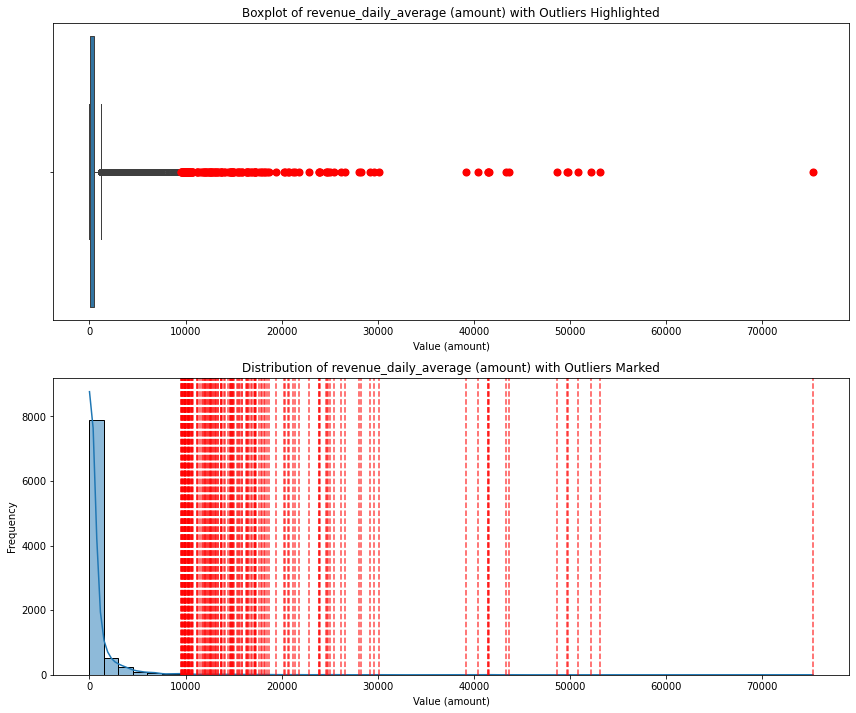 Boxplot of revenue_daily_average (amount) with Outliers Highlighted
0 10000 20000 30000 40000 50000 60000 70000
Value (amount)
Distribution of revenue_daily_average (amount) with Outliers Marked
8000
6000
4000
2000
0
Frequency
0 10000 20000 30000 40000 50000 60000 70000
Value (amount)